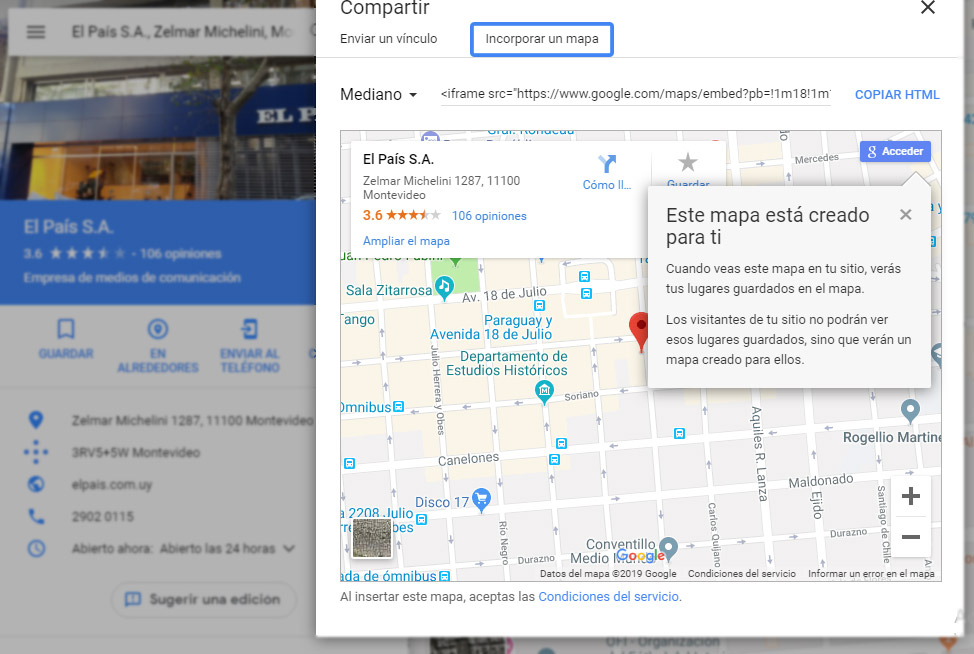 Compartir
El País S.A., Zelmar Michelini, Mo
Enviar un vínculo
Incorporar un mapa
Mediano
<iframe src="https://www.google.com/maps/embed?pb=!1m18!1m
COPIAR HTML
EL P
El País S.A.
3.6 - 106 opiniones
Empresa de medios de comunicación
GUARDAR
EN
ALREDEDORES
ENVIAR AL
TELÉFONO
Zelmar Michelini 1287, 11100 Montevideo
3RV5+5W Montevideo
elpais.com.uy
2902 0115
Abierto ahora: Abierto las 24 horas
Sugerir una edición
Gral. Rondeau
Mercedes
Acceder
El País S.A.
Zelmar Michelini 1287, 11100
Montevideo
3.6
106 opiniones
Ampliar el mapa
Cómo ll...
Guardar
Este mapa está creado
para ti
Cuando veas este mapa en tu sitio, verás
tus lugares guardados en el mapa.
Los visitantes de tu sitio no podrán ver
esos lugares guardados, sino que verán un
mapa creado para ellos.
Juan Pedro Fabini
Sala Zitarrosa
Av. 18 de Julio
Tango
Paraguay y
Avenida 18 de Julio
Julio Herrera y Obes
Departamento de
Estudios Históricos
Omnibus
Soriano
Canelones
Aquiles R. Lanza
Rogellio Martine
Maldonado
Ejido
Santiago de Chile
Disco 17
a 2208 Julio
Obes
Río Negro
Carlos Quijano
Durazno
Durazno
Conventillo
Medio Mundo
Google
ada de ómnibus
Datos del mapa ©2019 Google
Condiciones del servicio
Informar un error en el mapa
Al insertar este mapa, aceptas las Condiciones del servicio.
OFI - Organización